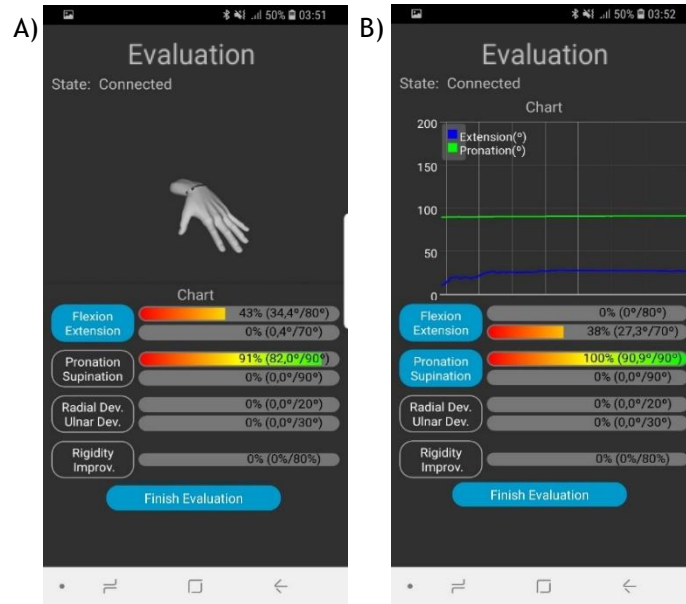 A)
50% 03:51
Evaluation
State: Connected
Chart
Flexion
Extension
43% (34,4º/80º)
0% (0,4º/70º)
Pronation
Supination
91% (82,0º/90º)
0% (0,0º/90º)
Radial Dev.
Ulnar Dev.
0% (0,0º/20º)
0% (0,0º/30º)
Rigidity
Improv.
0% (0%/80%)
Finish Evaluation
B)
50% 03:52
Evaluation
State: Connected
Chart
200
150
100
50
0
Extension(º)
Pronation(º)
Flexion
Extension
0% (0º/80º)
38% (27,3º/70º)
Pronation
Supination
100% (90,9º/90º)
0% (0,0º/90º)
Radial Dev.
Ulnar Dev.
0% (0,0º/20º)
0% (0,0º/30º)
Rigidity
Improv.
0% (0%/80%)
Finish Evaluation